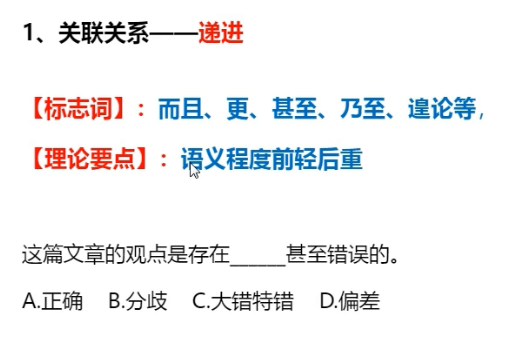 1、关联关系——递进
【标志词】：而且、更、甚至、乃至、遑论等，
【理论要点】：语义程度前轻后重
这篇文章的观点是存在______甚至错误的。
A.正确 B.分歧 C.大错特错 D.偏差